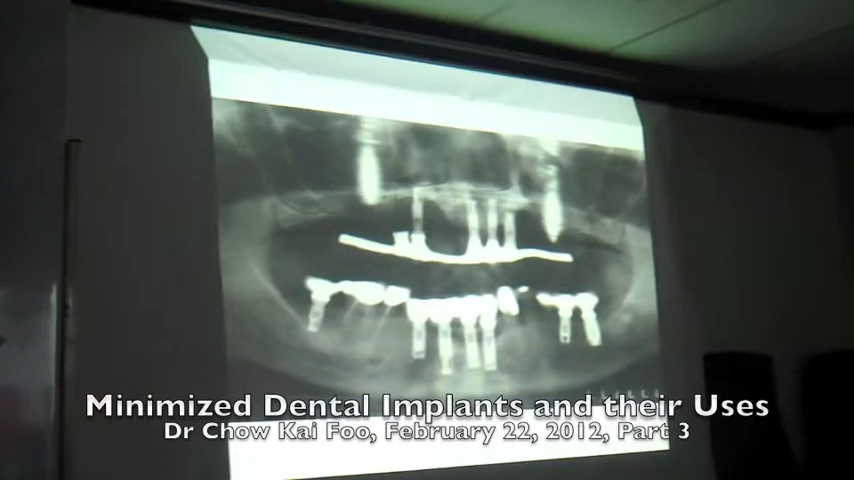 Minimized Dental Implants and their Uses
Dr Chow Kai Foo, February 22, 2012, Part 3